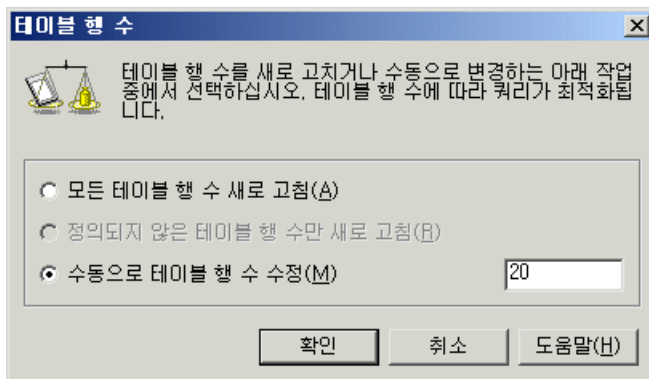 테이블 행 수
테이블 행 수를 새로 고치거나 수동으로 변경하는 아래 작업
중에서 선택하십시오. 테이블 행 수에 따라 쿼리가 최적화됩
니다.
모든 테이블 행 수 새로 고침(A)
정의되지 않은 테이블 행 수만 새로 고침(R)
수동으로 테이블 행 수 수정(M) 20
확인 취소 도움말(H)